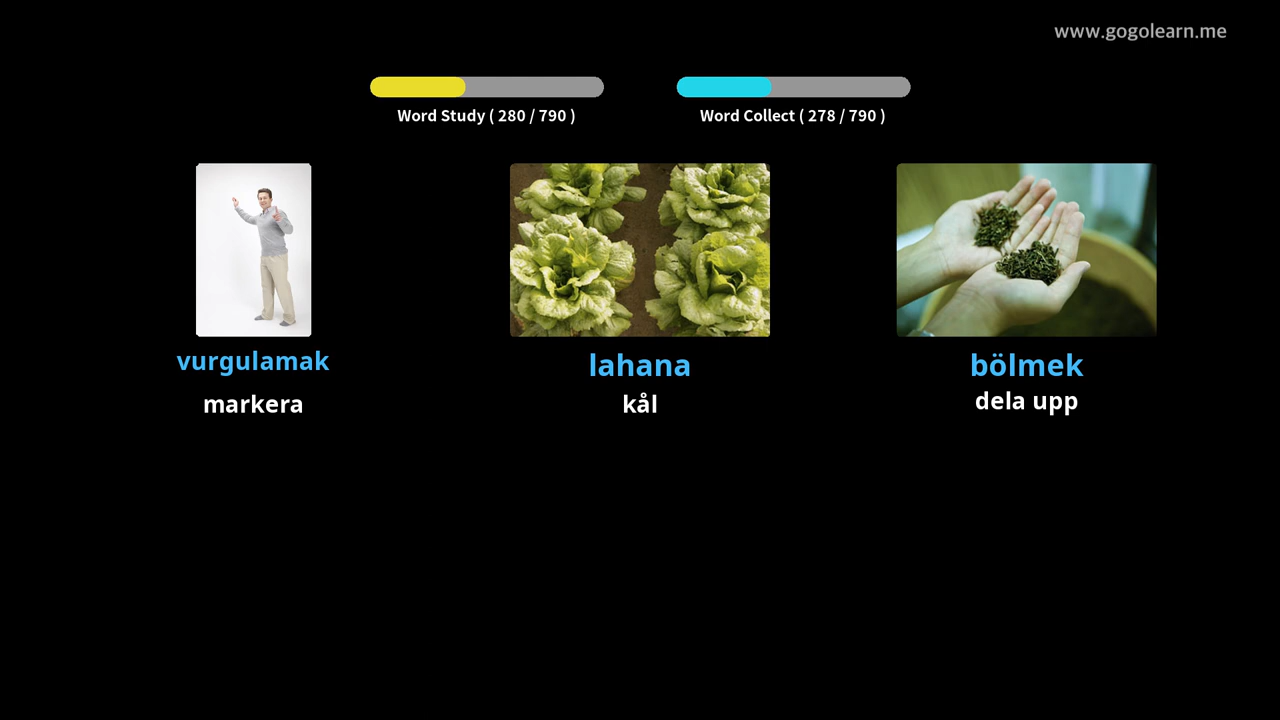 www.gogolearn.me
Word Study ( 280 / 790 )
Word Collect ( 278 / 790 )
vurgulamak
markera
lahana
kål
bölmek
dela upp